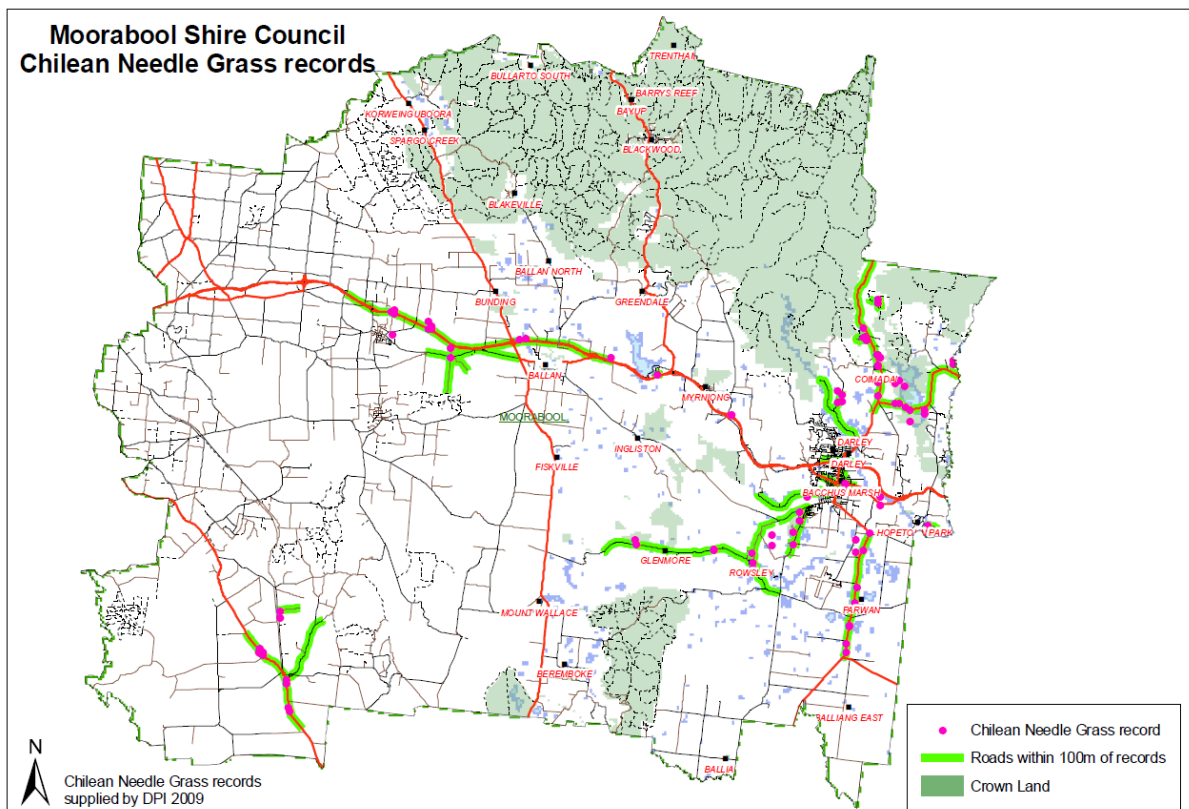 Moorabool Shire Council
Chilean Needle Grass records
TRENTHAM
BULLARTO SOUTH
BARRYS REEF
KORWEINGUBOORA
BAYUP
SPARGO CREEK
BLACKWOOD,
BLAKEVILLE
BALLAN NORTH
BUNDING
GREENDALE
COIMADAI
BALLAN
MYRNIONG
MOORABOOL
DARLEY
INGLISTON
DARLEY
FISKVILLE
BACCHUS MARSH
HOPETOUN PARK
GLENMORE
ROWSLEY
MOUNT WALLACE
PARWAN
BEREMBOKE
BALLIANG EAST
BALLIA
N
Chilean Needle Grass records
supplied by DPI 2009
Chilean Needle Grass record
Roads within 100m of records
Crown Land